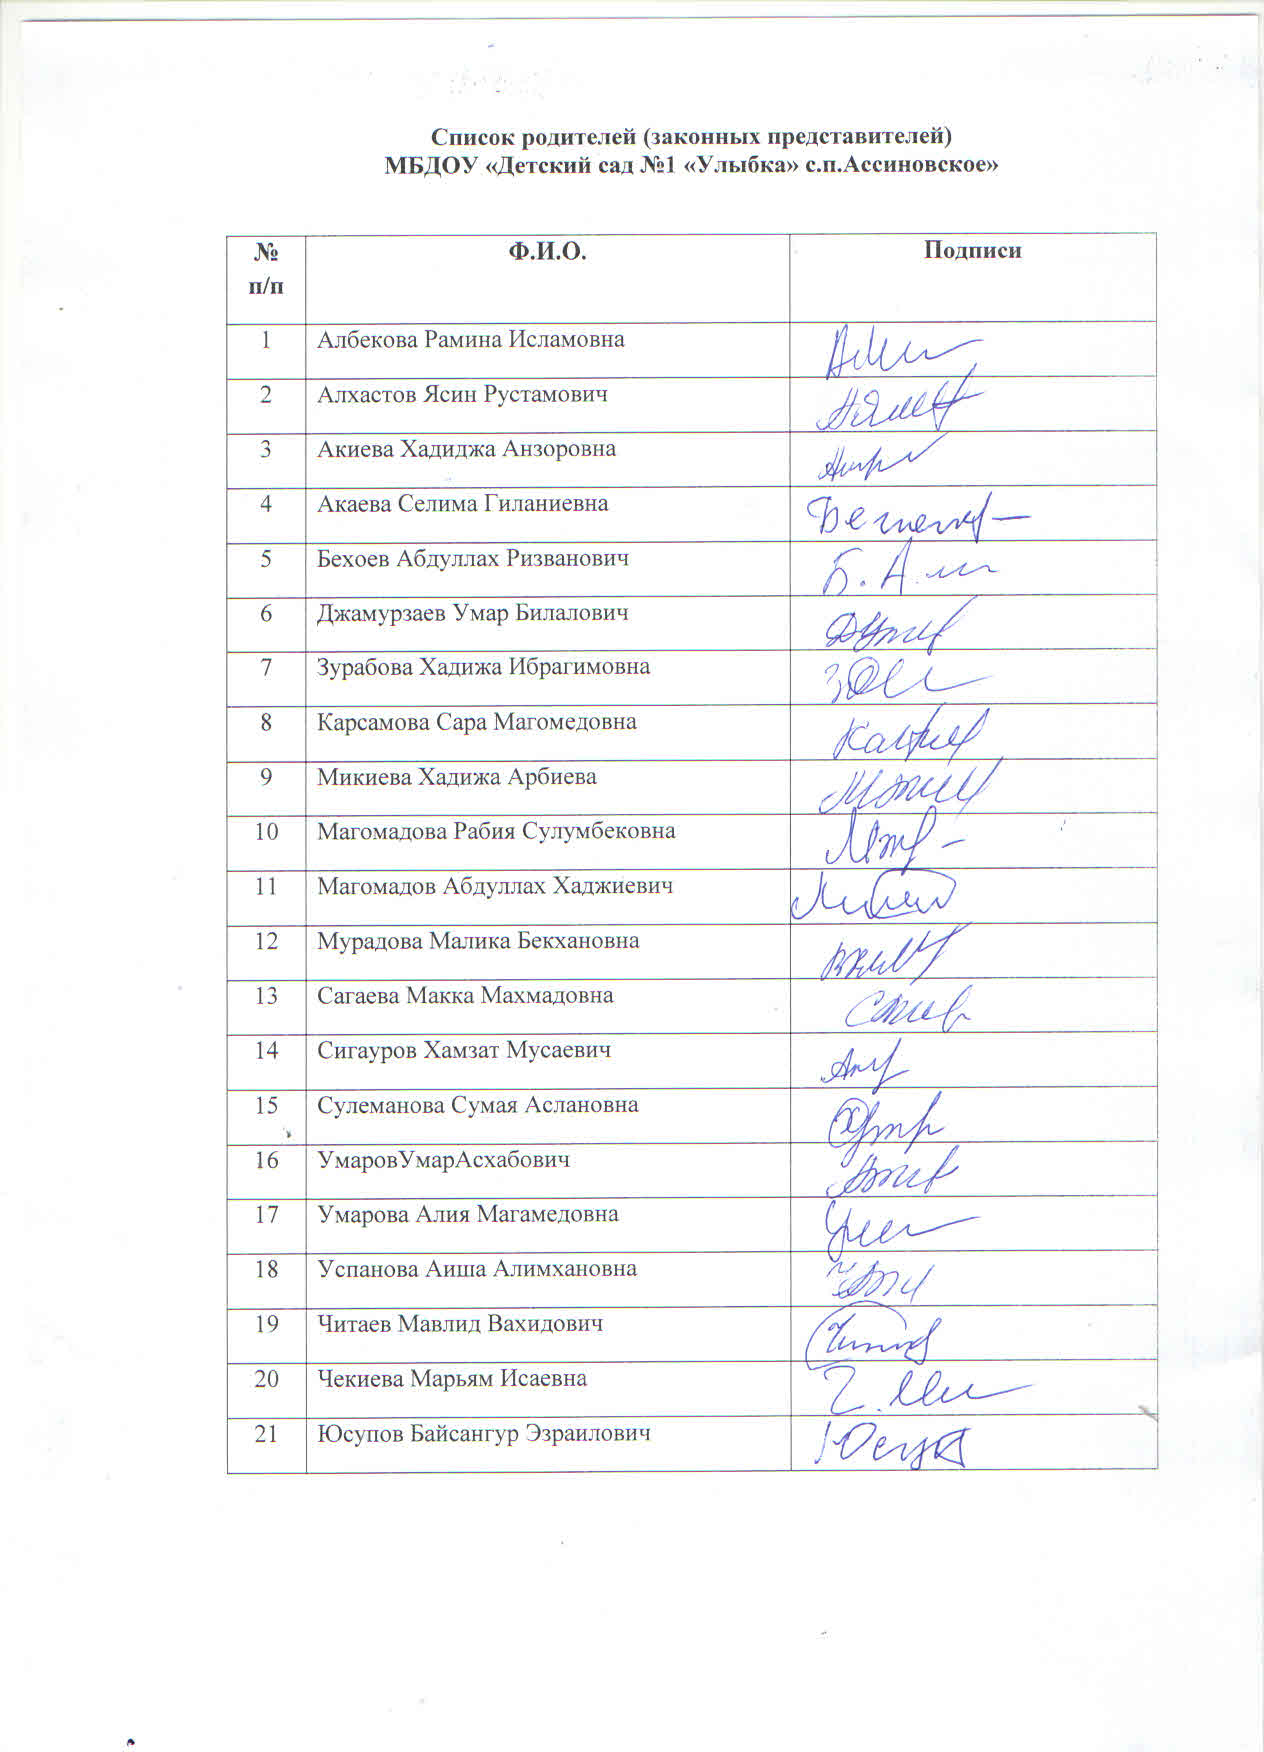 Список родителей (законных представителей)
МБДОУ «Детский сад №1 «Улыбка» с.п.Ассиновское»
№ п/п Ф.И.О. Подписи
1 Албекова Рамина Исламовна
2 Алхастов Ясин Рустамович
3 Акиева Хадиджа Анзоровна
4 Акаева Селима Гиланиевна
5 Бехоев Абдуллах Ризванович
6 Джамурзаев Умар Билалович
7 Зурабова Хадижа Ибрагимовна
8 Карсамова Сара Магомедовна
9 Микиева Хадижа Арбиева
10 Магомадова Рабия Сулумбековна
11 Магомадов Абдуллах Хаджиевич
12 Мурадова Малика Бекхановна
13 Сагаева Макка Махмадовна
14 Сигауров Хамзат Мусаевич
15 Сулеманова Сумая Аслановна
16 УмаровУмарАсхабович
17 Умарова Алия Магамедовна
18 Успанова Аиша Алимхановна
19 Читаев Мавлид Вахидович
20 Чекиева Марьям Исаевна
21 Юсупов Байсангур Эзраилович